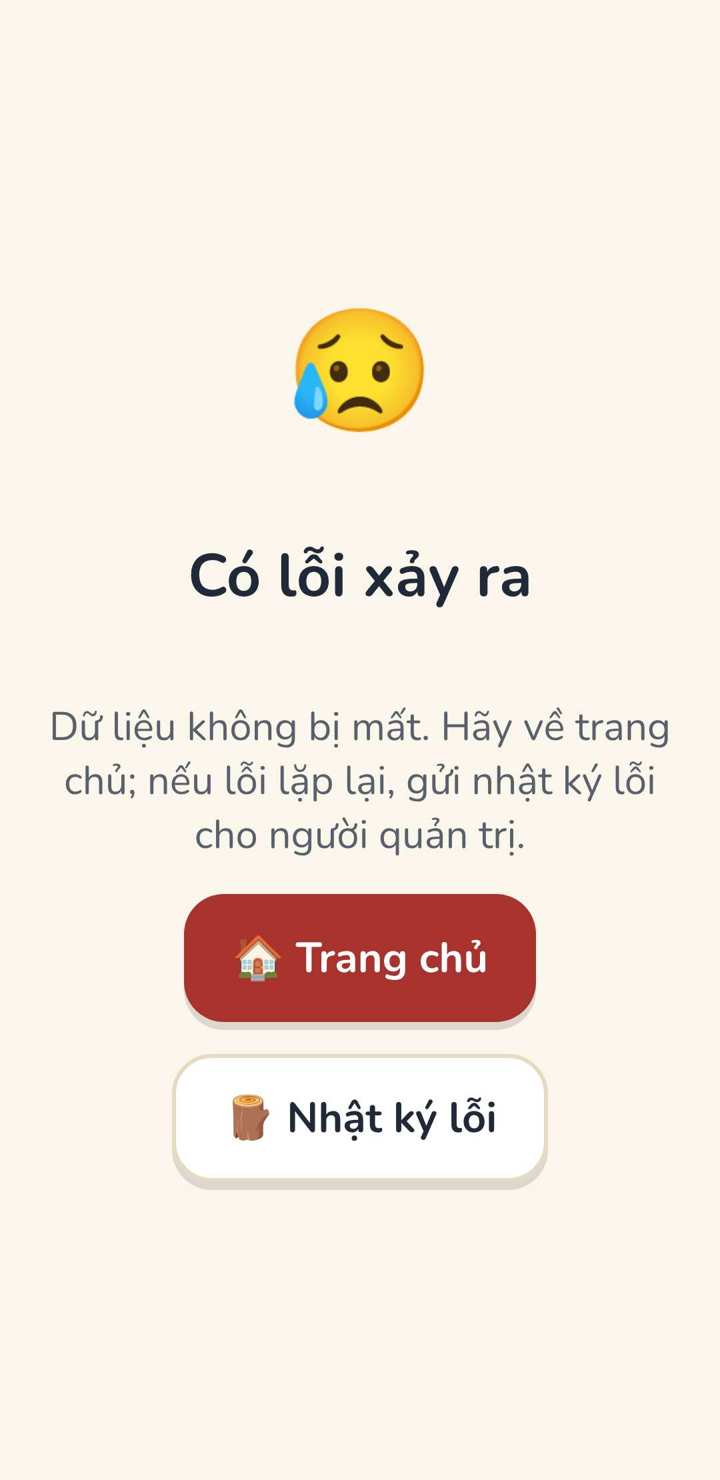 Có lỗi xảy ra
Dữ liệu không bị mất. Hãy về trang
chủ; nếu lỗi lặp lại, gửi nhật ký lỗi
cho người quản trị.
🏠 Trang chủ
🪵 Nhật ký lỗi